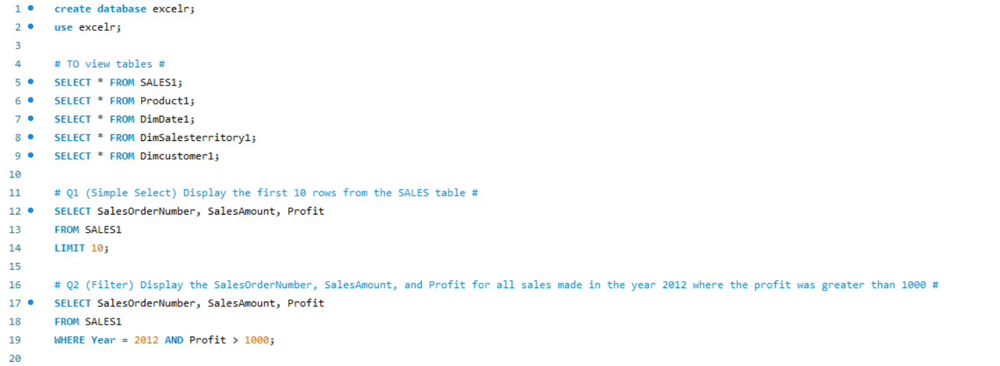 1 create database excelr;
2 use excelr;
3
4 # TO view tables #
5 SELECT * FROM SALES1;
6 SELECT * FROM Product1;
7 SELECT * FROM DimDate1;
8 SELECT * FROM DimSalesterritory1;
9 SELECT * FROM Dimcustomer1;
10
11 # Q1 (Simple Select) Display the first 10 rows from the SALES table #
12 SELECT SalesOrderNumber, SalesAmount, Profit
13 FROM SALES1
14 LIMIT 10;
15
16 # Q2 (Filter) Display the SalesOrderNumber, SalesAmount, and Profit for all sales made in the year 2012 where the profit was greater than 1000 #
17 SELECT SalesOrderNumber, SalesAmount, Profit
18 FROM SALES1
19 WHERE Year = 2012 AND Profit > 1000;
20